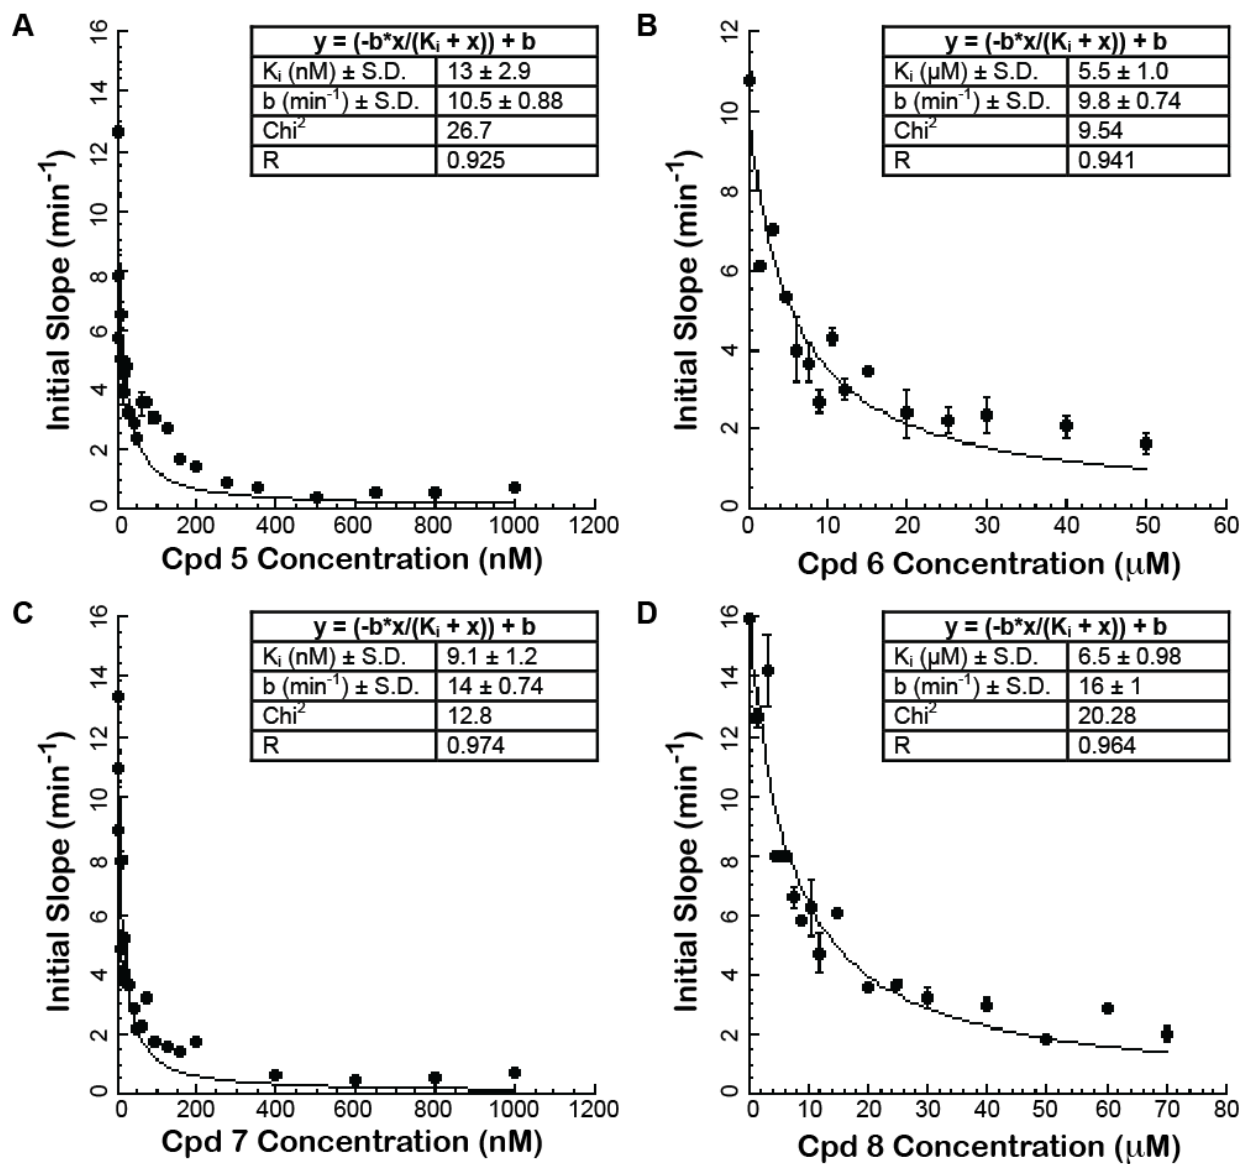 A
y = (-b*x/(Kᵢ + x)) + b
Kᵢ (nM) ± S.D. 13 ± 2.9
b (min⁻¹) ± S.D. 10.5 ± 0.88
Chi² 26.7
R 0.925
Initial Slope (min⁻¹)
16
14
12
10
8
6
4
2
0
0 200 400 600 800 1000 1200
Cpd 5 Concentration (nM)
B
y = (-b*x/(Kᵢ + x)) + b
Kᵢ (µM) ± S.D. 5.5 ± 1.0
b (min⁻¹) ± S.D. 9.8 ± 0.74
Chi² 9.54
R 0.941
Initial Slope (min⁻¹)
12
10
8
6
4
2
0
0 10 20 30 40 50 60
Cpd 6 Concentration (µM)
C
y = (-b*x/(Kᵢ + x)) + b
Kᵢ (nM) ± S.D. 9.1 ± 1.2
b (min⁻¹) ± S.D. 14 ± 0.74
Chi² 12.8
R 0.974
Initial Slope (min⁻¹)
16
14
12
10
8
6
4
2
0
0 200 400 600 800 1000 1200
Cpd 7 Concentration (nM)
D
y = (-b*x/(Kᵢ + x)) + b
Kᵢ (µM) ± S.D. 6.5 ± 0.98
b (min⁻¹) ± S.D. 16 ± 1
Chi² 20.28
R 0.964
Initial Slope (min⁻¹)
16
14
12
10
8
6
4
2
0
0 10 20 30 40 50 60 70 80
Cpd 8 Concentration (µM)